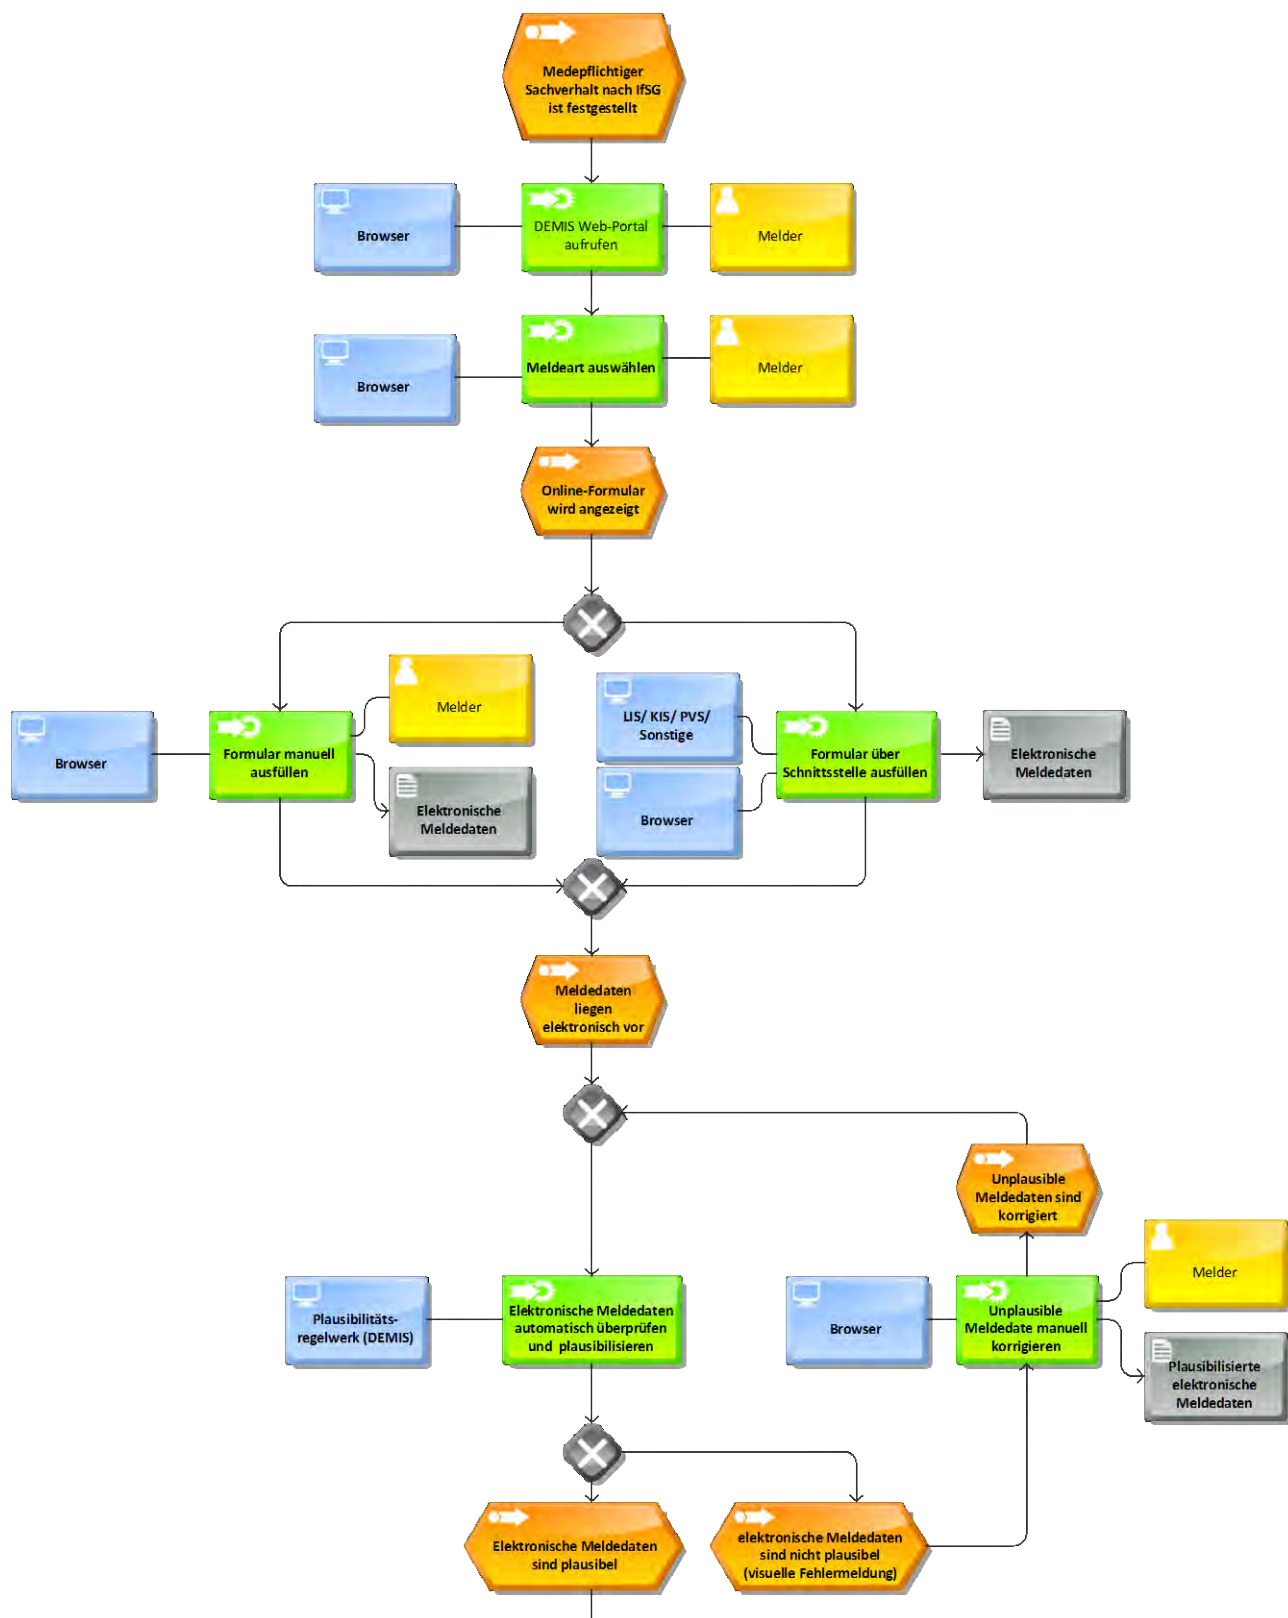 Medepflichtiger
Sachverhalt nach IfSG
ist festgestellt
Browser
DEMIS Web-Portal
aufrufen
Melder
Browser
Meldeart auswählen
Melder
Online-Formular
wird angezeigt
Browser
Formular manuell
ausfüllen
Melder
Elektronische
Meldedaten
LIS/ KIS/ PVS/
Sonstige
Browser
Formular über
Schnittsstelle ausfüllen
Elektronische
Meldedaten
Meldedaten
liegen
elektronisch vor
Unplausible
Meldedaten sind
korrigiert
Plausibilitäts-
regelwerk (DEMIS)
Elektronische Meldedaten
automatisch überprüfen
und plausibilisieren
Browser
Unplausible
Meldedate manuell
korrigieren
Melder
Plausibilisierte
elektronische
Meldedaten
Elektronische Meldedaten
sind plausibel
elektronische Meldedaten
sind nicht plausibel
(visuelle Fehlermeldung)